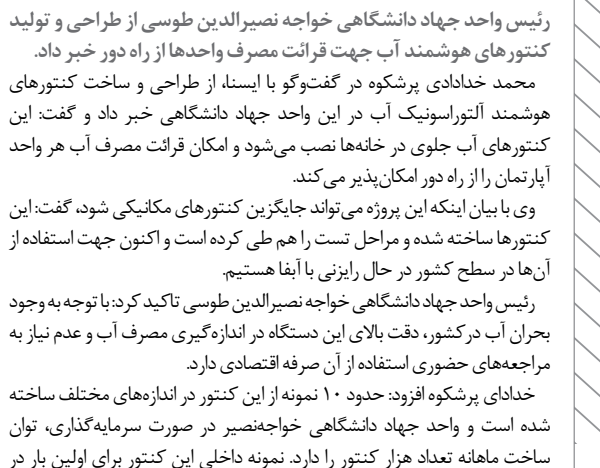 رئیس واحد جهاد دانشگاهی خواجه نصیرالدین طوسی از طراحی و تولید
کنتورهای هوشمند آب جهت قرائت مصرف واحدها از راه دور خبر داد.
محمد خدادادی پرشکوه در گفت‌وگو با ایسنا، از طراحی و ساخت کنتورهای
هوشمند آلتوراسونیک آب در این واحد جهاد دانشگاهی خبر داد و گفت: این
کنتورهای آب جلوی در خانه‌ها نصب می‌شود و امکان قرائت مصرف آب هر واحد
آپارتمان را از راه دور امکان‌پذیر می‌کند.
وی با بیان اینکه این پروژه می‌تواند جایگزین کنتورهای مکانیکی شود، گفت: این
کنتورها ساخته شده و مراحل تست را هم طی کرده است و اکنون جهت استفاده از
آن‌ها در سطح کشور در حال رایزنی با آبفا هستیم.
رئیس واحد جهاد دانشگاهی خواجه نصیرالدین طوسی تاکید کرد: با توجه به وجود
بحران آب درکشور، دقت بالای این دستگاه در اندازه‌گیری مصرف آب و عدم نیاز به
مراجعه‌های حضوری استفاده از آن صرفه اقتصادی دارد.
خدادای پرشکوه افزود: حدود ۱۰ نمونه از این کنتور در اندازه‌های مختلف ساخته
شده است و واحد جهاد دانشگاهی خواجه‌نصیر در صورت سرمایه‌گذاری، توان
ساخت ماهانه تعداد هزار کنتور را دارد. نمونه داخلی این کنتور برای اولین بار در